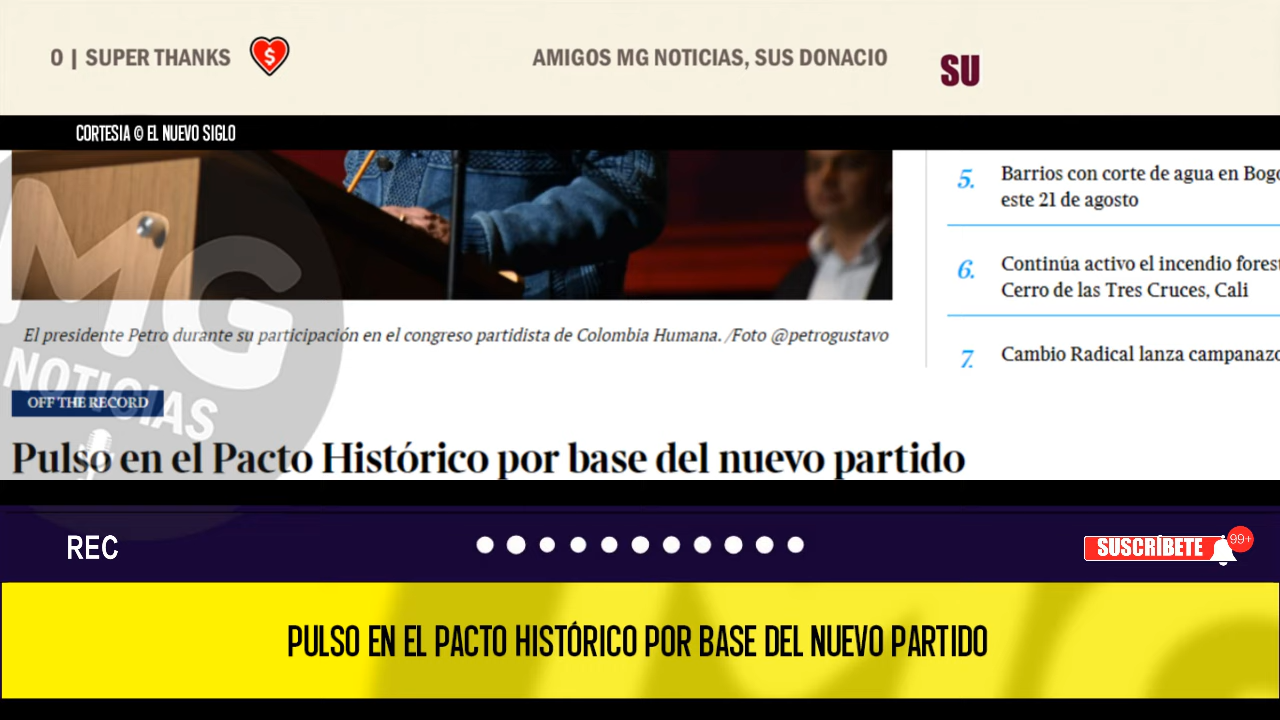 O | SUPER THANKS
AMIGOS MG NOTICIAS, SUS DONACIO
SU
CORTESIA © EL NUEVO SIGLO
5. Barrios con corte de agua en Bogo
este 21 de agosto
6. Continúa activo el incendio forest
Cerro de las Tres Cruces, Cali
7. Cambio Radical lanza campanazo
El presidente Petro durante su participación en el congreso partidista de Colombia Humana. /Foto @petrogustavo
MG
NOTICIAS
OFF THE RECORD
Pulso en el Pacto Histórico por base del nuevo partido
REC
SUSCRÍBETE
99+
PULSO EN EL PACTO HISTÓRICO POR BASE DEL NUEVO PARTIDO